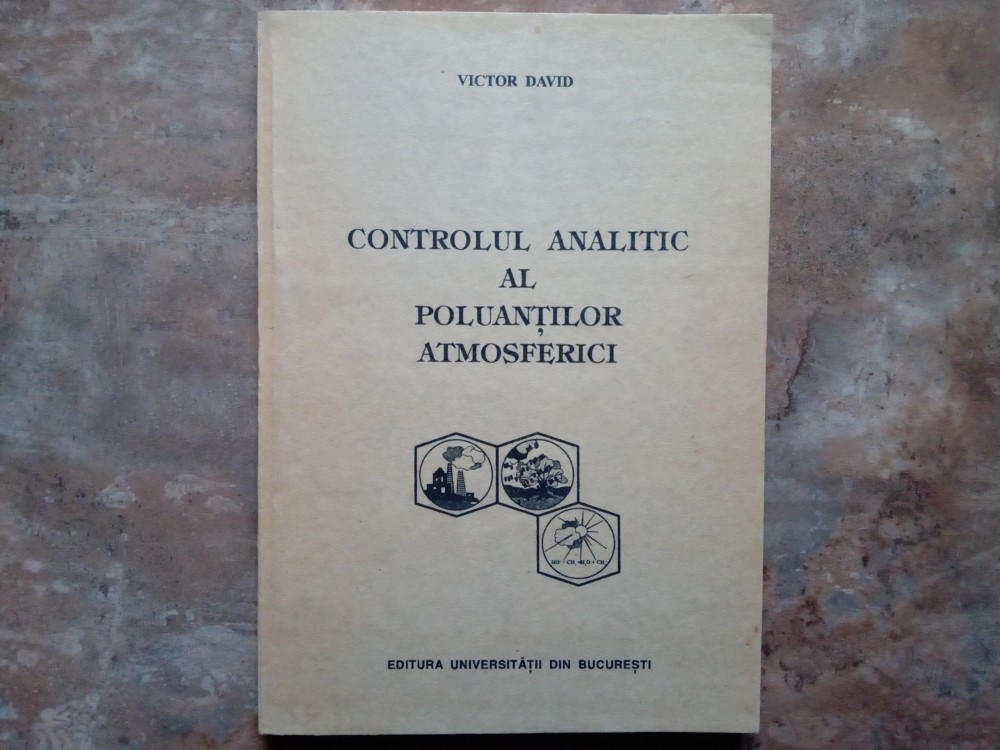 VICTOR DAVID
CONTROLUL ANALITIC
AL
POLUANȚILOR
ATMOSFERICI
EDITURA UNIVERSITĂȚII DIN BUCUREȘTI